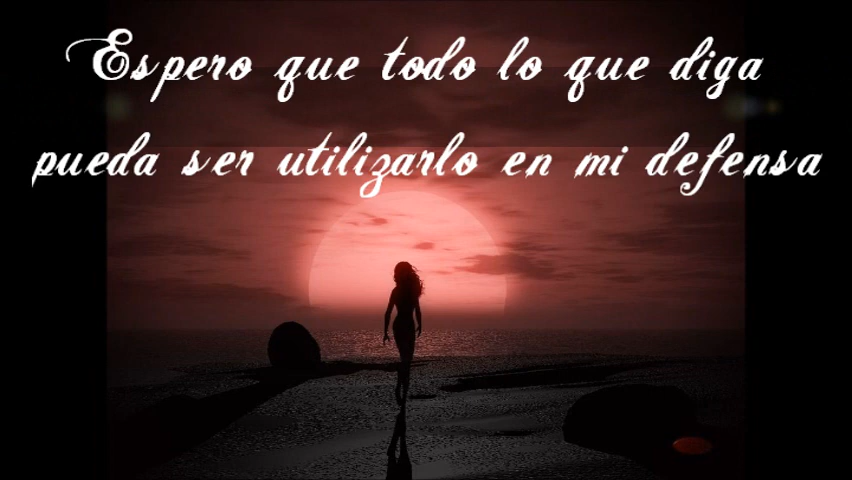 Espero que todo lo que diga
pueda ser utilizarlo en mi defensa